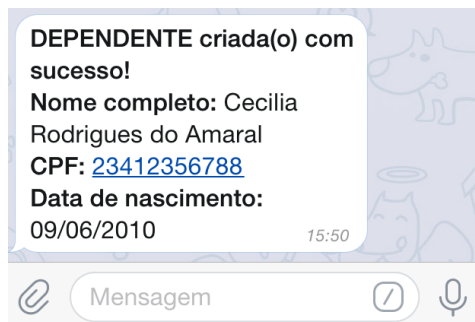 DEPENDENTE criada(o) com
sucesso!
Nome completo: Cecilia
Rodrigues do Amaral
CPF: 23412356788
Data de nascimento:
09/06/2010
15:50
Mensagem